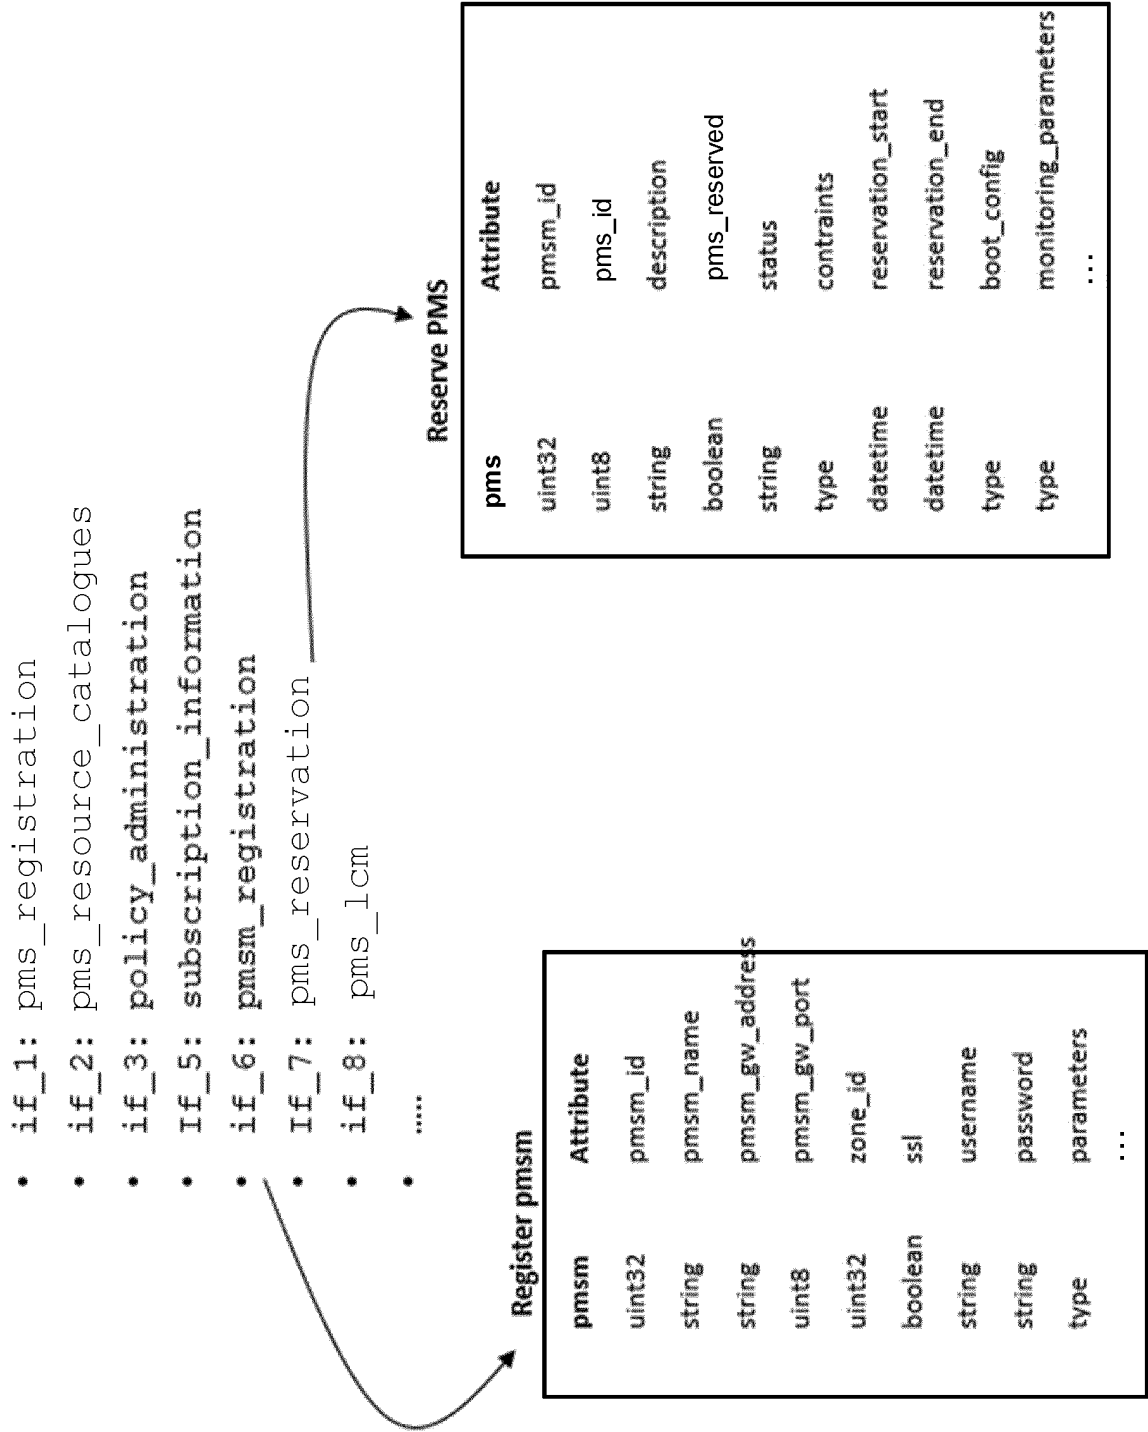 • if_1: pms_registration
• if_2: pms_resource_catalogues
• if_3: policy_administration
• If_5: subscription_information
• if_6: pmsm_registration
• If_7: pms_reservation
• if_8: pms_lcm
• .....
Register pmsm
pmsm Attribute
uint32 pmsm_id
string pmsm_name
string pmsm_gw_address
uint8 pmsm_gw_port
uint32 zone_id
boolean ssl
string username
string password
type parameters
...
Reserve PMS
pms Attribute
uint32 pmsm_id
uint8 pms_id
string description
boolean pms_reserved
string status
type contraints
datetime reservation_start
datetime reservation_end
type boot_config
type monitoring_parameters
...